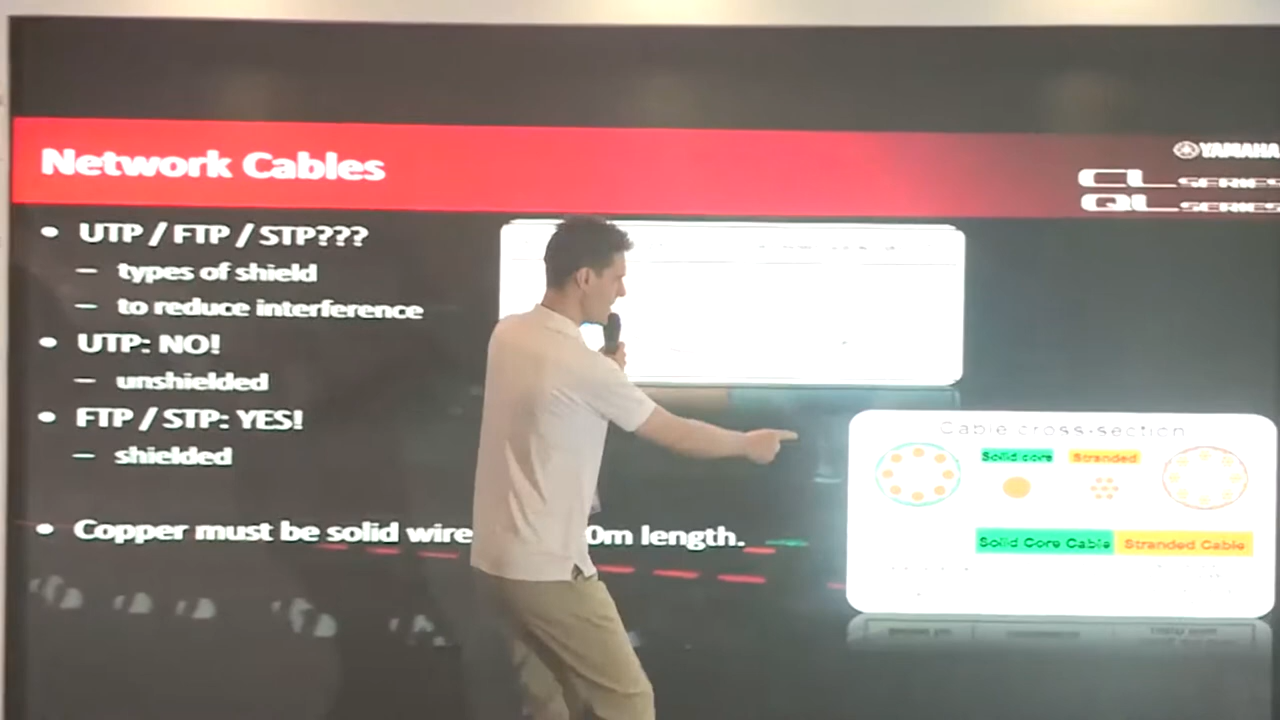 Network Cables
YAMAHA
CL SERIES
QL SERIES
UTP / FTP / STP???
– types of shield
– to reduce interference
UTP: NO!
– unshielded
FTP / STP: YES!
– shielded
Copper must be solid wire 0m length.
Cable cross-section
Solid core Stranded
Solid Core Cable Stranded Cable